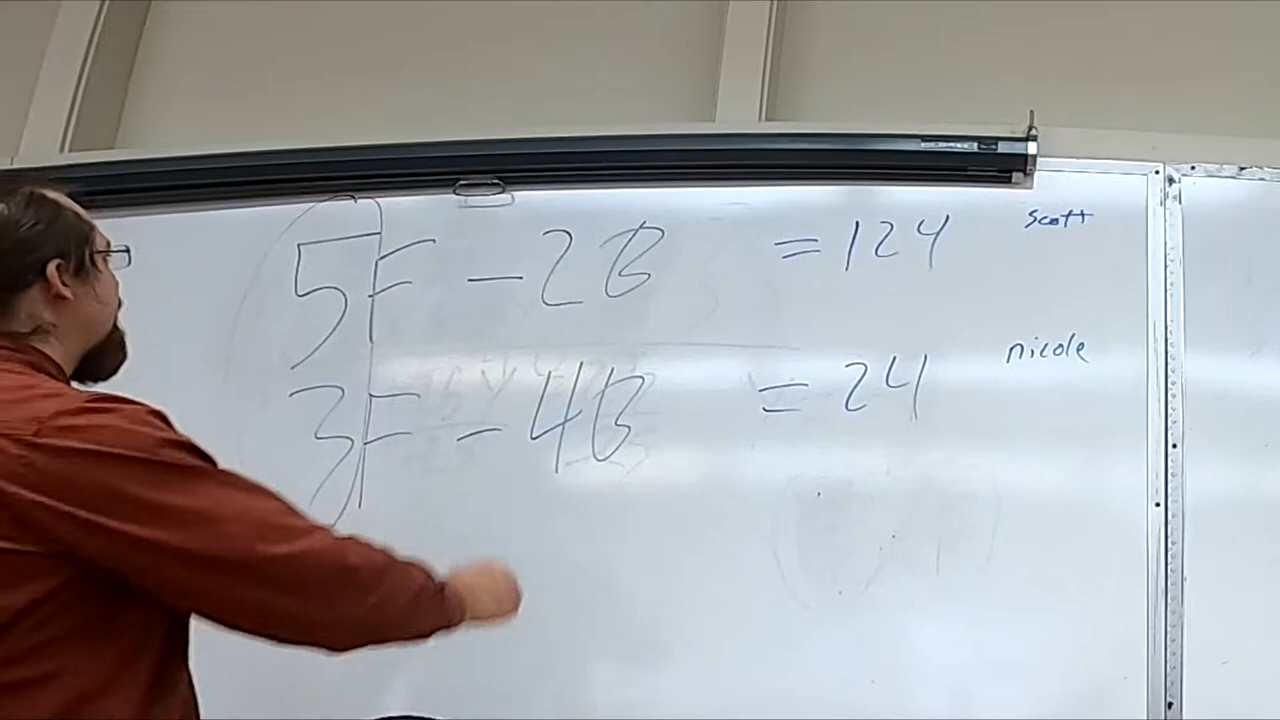 5F - 2B = 124 Scott
3F - 4B = 24 nicole